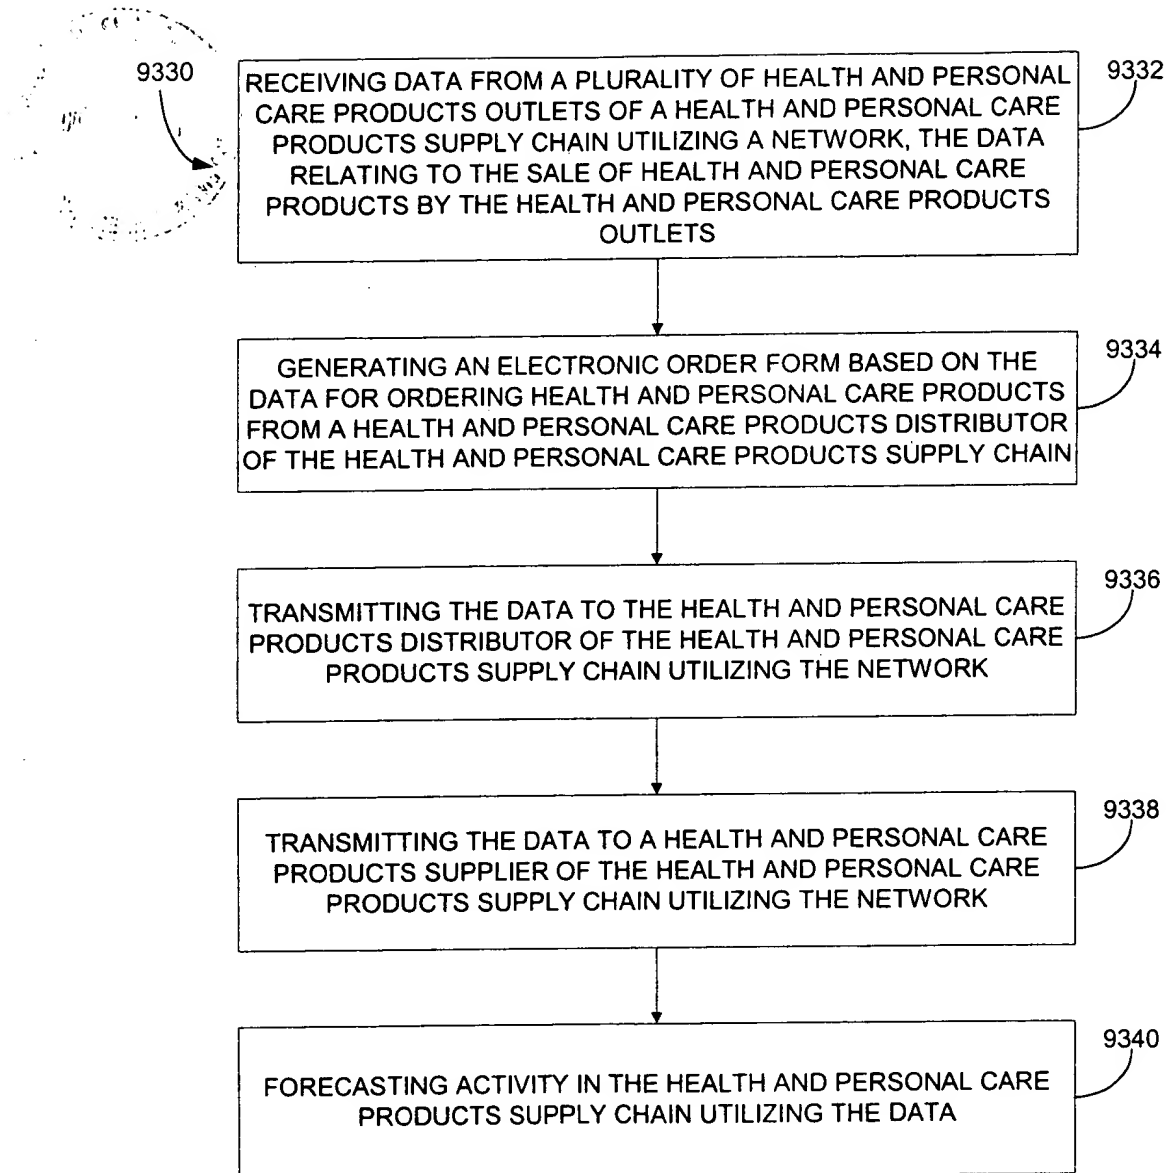 9330
9332
RECEIVING DATA FROM A PLURALITY OF HEALTH AND PERSONAL
CARE PRODUCTS OUTLETS OF A HEALTH AND PERSONAL CARE
PRODUCTS SUPPLY CHAIN UTILIZING A NETWORK, THE DATA
RELATING TO THE SALE OF HEALTH AND PERSONAL CARE
PRODUCTS BY THE HEALTH AND PERSONAL CARE PRODUCTS
OUTLETS
9334
GENERATING AN ELECTRONIC ORDER FORM BASED ON THE
DATA FOR ORDERING HEALTH AND PERSONAL CARE PRODUCTS
FROM A HEALTH AND PERSONAL CARE PRODUCTS DISTRIBUTOR
OF THE HEALTH AND PERSONAL CARE PRODUCTS SUPPLY CHAIN
9336
TRANSMITTING THE DATA TO THE HEALTH AND PERSONAL CARE
PRODUCTS DISTRIBUTOR OF THE HEALTH AND PERSONAL CARE
PRODUCTS SUPPLY CHAIN UTILIZING THE NETWORK
9338
TRANSMITTING THE DATA TO A HEALTH AND PERSONAL CARE
PRODUCTS SUPPLIER OF THE HEALTH AND PERSONAL CARE
PRODUCTS SUPPLY CHAIN UTILIZING THE NETWORK
9340
FORECASTING ACTIVITY IN THE HEALTH AND PERSONAL CARE
PRODUCTS SUPPLY CHAIN UTILIZING THE DATA